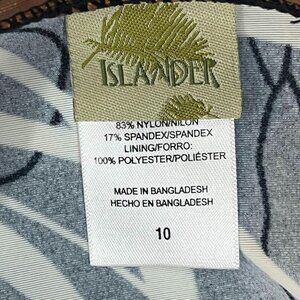 ISLANDER
83% NYLON/NILON
17% SPANDEX/SPANDEX
LINING/FORRO:
100% POLYESTER/POLIÉSTER
MADE IN BANGLADESH
HECHO EN BANGLADESH
10